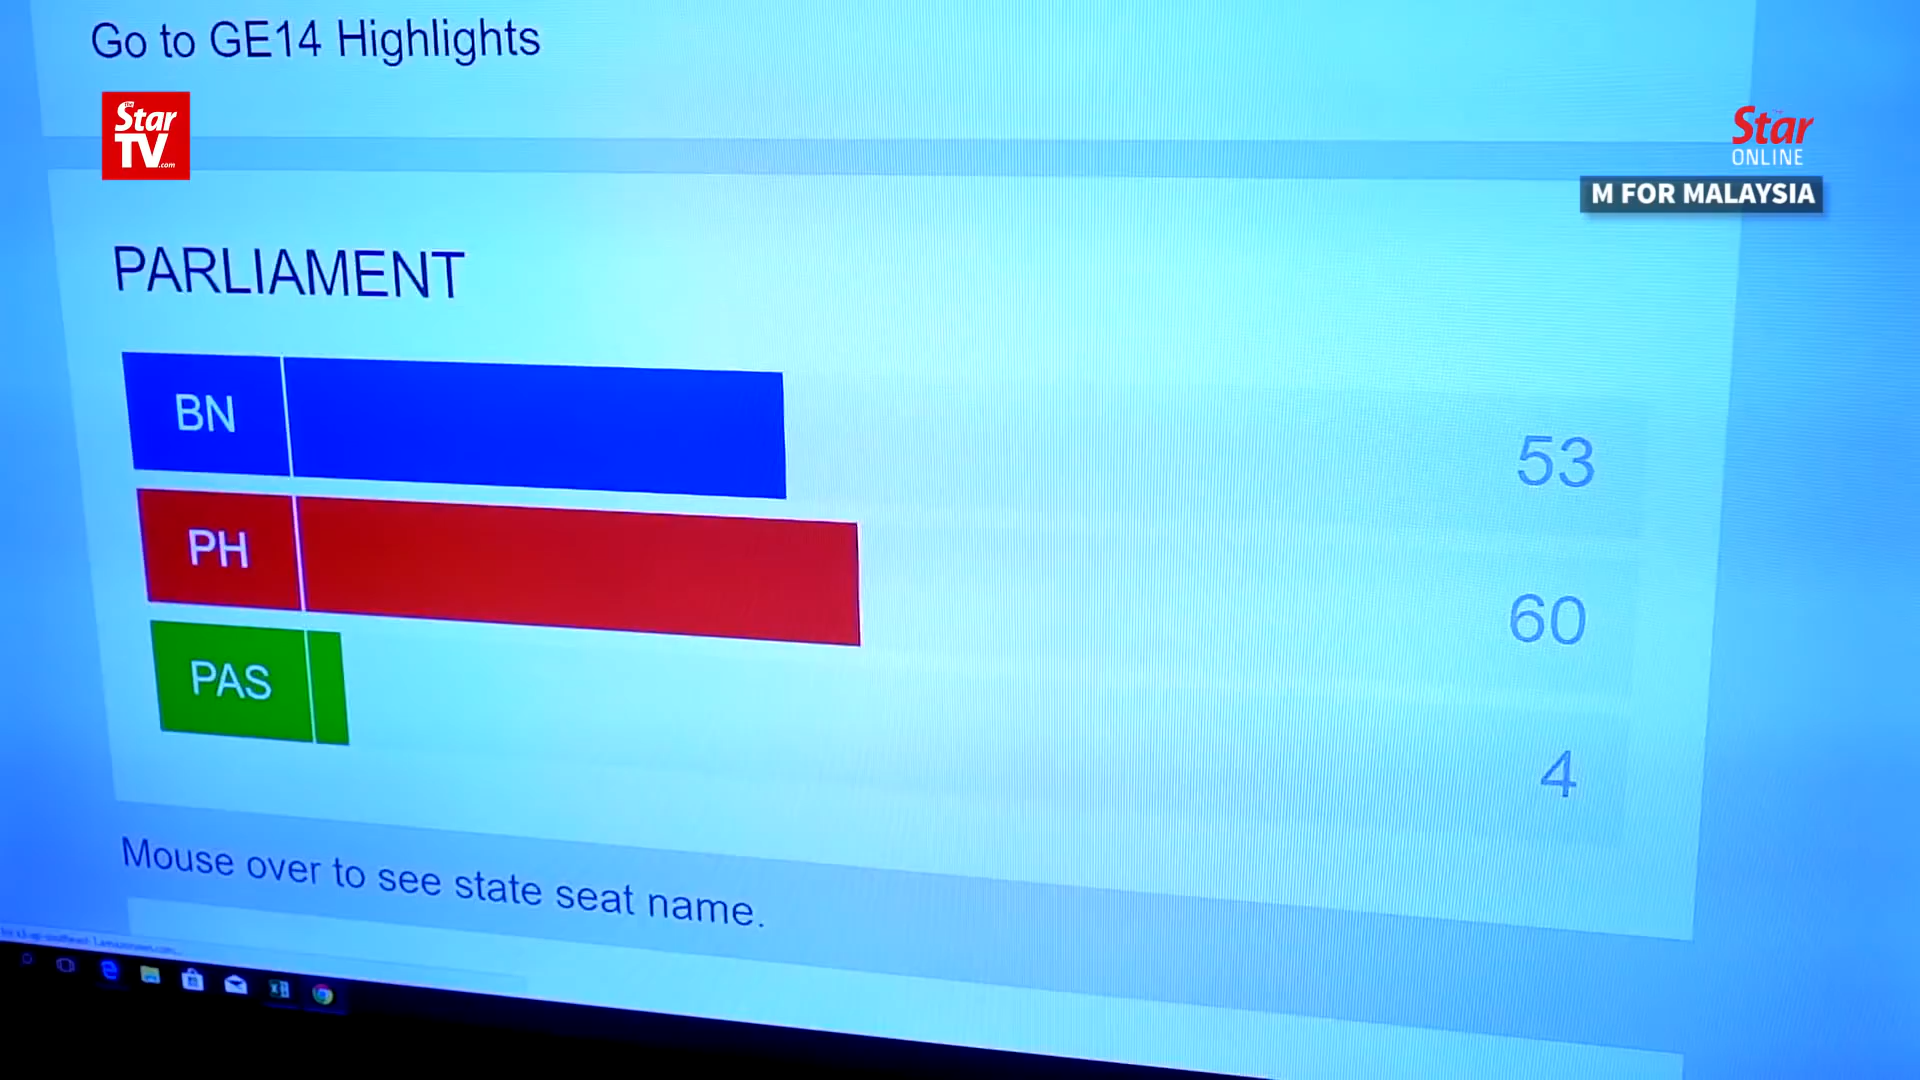 Go to GE14 Highlights
The Star
TV.com
Star
ONLINE
M FOR MALAYSIA
PARLIAMENT
BN
53
PH
60
PAS
4
Mouse over to see state seat name.